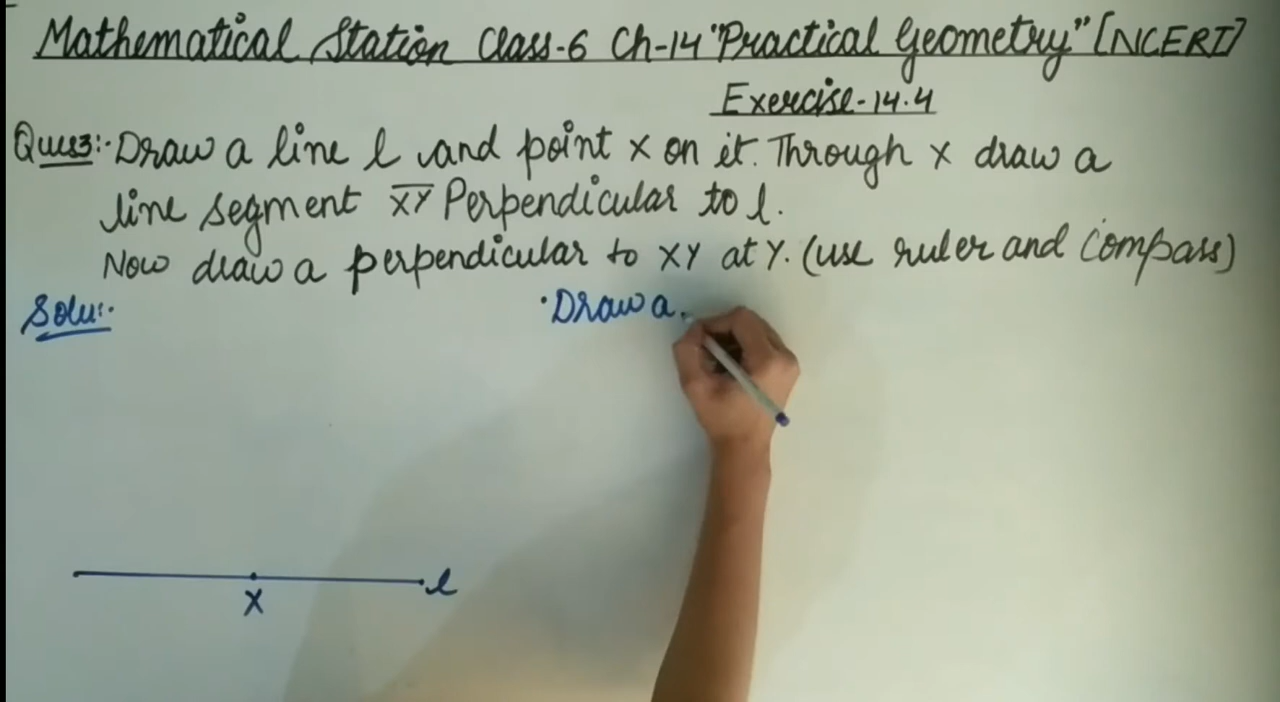 Mathematical Station Class-6 Ch-14 "Practical Geometry" [NCERT]
Exercise-14.4
Ques3:- Draw a line l and point X on it. Through X draw a
line segment X̅Y̅ Perpendicular to l.
Now draw a perpendicular to XY at Y. (use ruler and Compass)
Solu:-
·Draw a
l
X